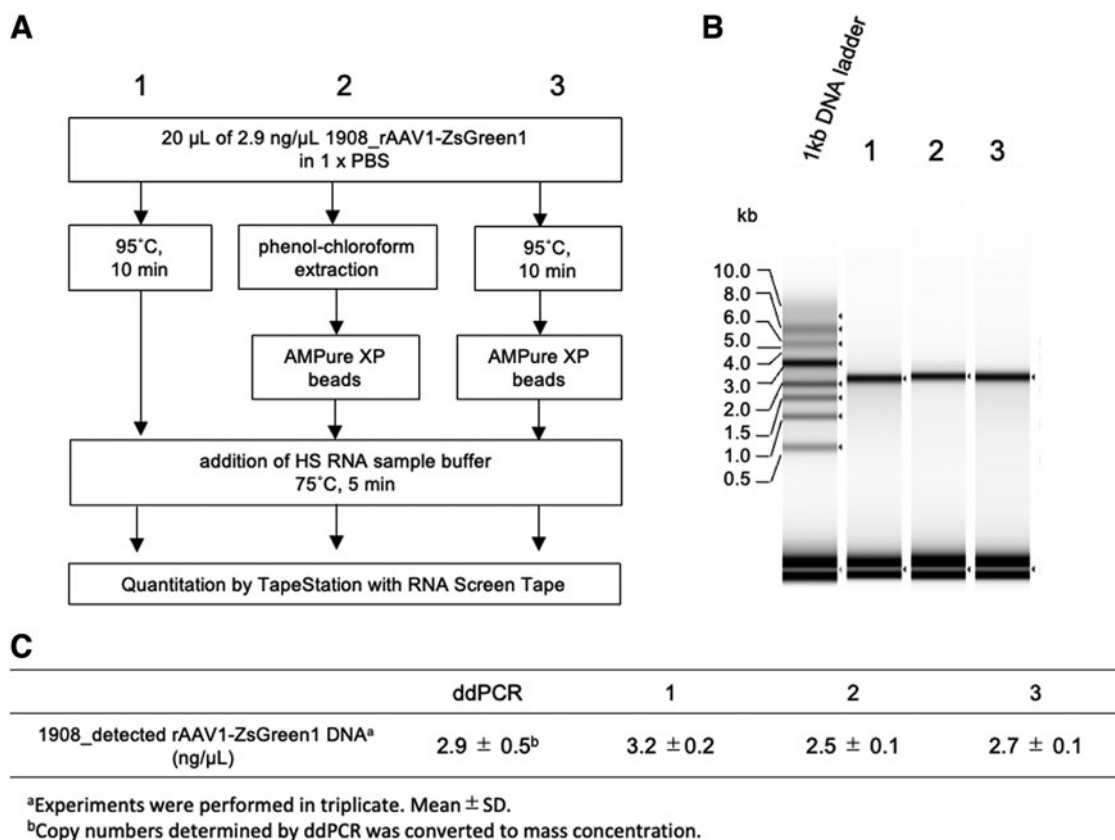 A
1 2 3
20 µL of 2.9 ng/µL 1908_rAAV1-ZsGreen1
in 1 x PBS
95˚C,
10 min
phenol-chloroform
extraction
95˚C,
10 min
AMPure XP
beads
AMPure XP
beads
addition of HS RNA sample buffer
75˚C, 5 min
Quantitation by TapeStation with RNA Screen Tape
B
1kb DNA ladder
1 2 3
kb
10.0
8.0
6.0
5.0
4.0
3.0
2.0
1.5
1.0
0.5
C
ddPCR 1 2 3
1908_detected rAAV1-ZsGreen1 DNAᵃ
(ng/µL)
2.9 ± 0.5ᵇ 3.2 ±0.2 2.5 ± 0.1 2.7 ± 0.1
ᵃExperiments were performed in triplicate. Mean ± SD.
ᵇCopy numbers determined by ddPCR was converted to mass concentration.